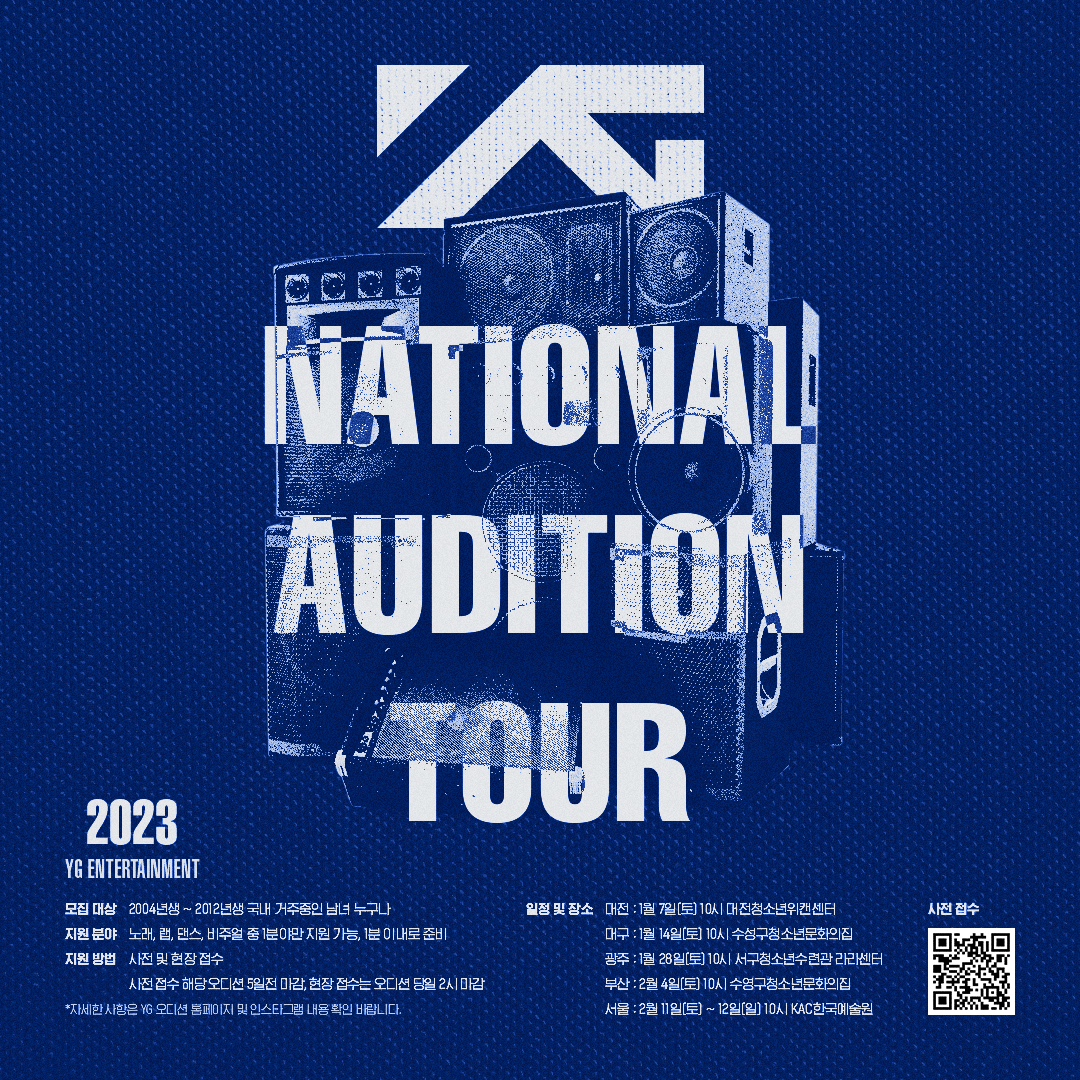 YG
NATIONAL
AUDITION
TOUR
2023
YG ENTERTAINMENT
모집 대상 2004년생 ~ 2012년생 국내 거주중인 남녀 누구나
지원 분야 노래, 랩, 댄스, 비주얼 중 1분야만 지원 가능, 1분 이내로 준비
지원 방법 사전 및 현장 접수
사전 접수 해당 오디션 5일전 마감, 현장 접수는 오디션 당일 2시 마감
*자세한 사항은 YG 오디션 홈페이지 및 인스타그램 내용 확인 바랍니다.
일정 및 장소 대전 : 1월 7일(토) 10시 대전청소년위캔센터
대구 : 1월 14일(토) 10시 수성구청소년문화의집
광주 : 1월 28일(토) 10시 서구청소년수련관 라라센터
부산 : 2월 4일(토) 10시 수영구청소년문화의집
서울 : 2월 11일(토) ~ 12일(일) 10시 KAC한국예술원
사전 접수